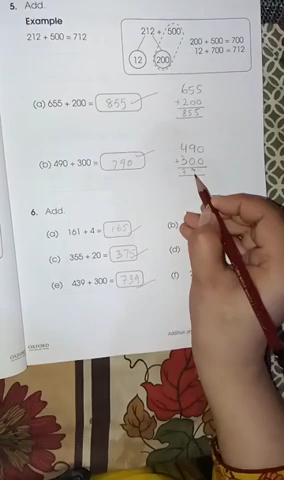 5. Add.
Example
212 + 500 = 712
212 + 500
12 200
200 + 500 = 700
12 + 700 = 712
(a) 655 + 200 = 855
655
+200
855
(b) 490 + 300 = 790
490
+300
6. Add.
(a) 161 + 4 = 165
(b)
(c) 355 + 20 = 375
(d)
(e) 439 + 300 = 739
(f)
OXFORD
Addition